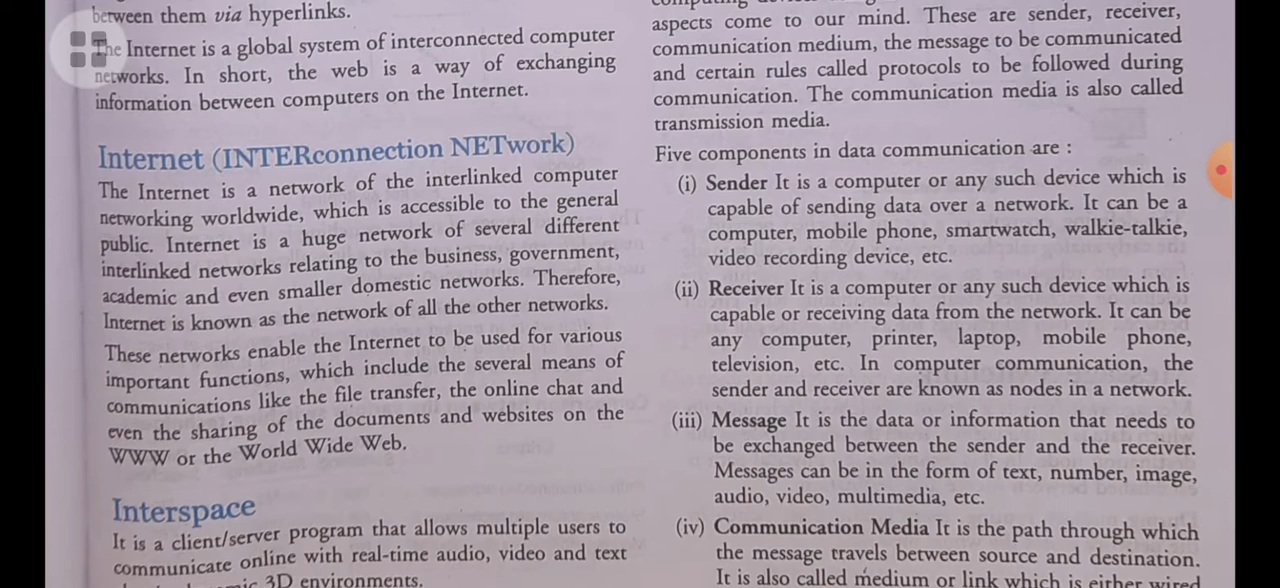 between them via hyperlinks.
The Internet is a global system of interconnected computer
networks. In short, the web is a way of exchanging
information between computers on the Internet.
Internet (INTERconnection NETwork)
The Internet is a network of the interlinked computer
networking worldwide, which is accessible to the general
public. Internet is a huge network of several different
interlinked networks relating to the business, government,
academic and even smaller domestic networks. Therefore,
Internet is known as the network of all the other networks.
These networks enable the Internet to be used for various
important functions, which include the several means of
communications like the file transfer, the online chat and
even the sharing of the documents and websites on the
WWW or the World Wide Web.
Interspace
It is a client/server program that allows multiple users to
communicate online with real-time audio, video and text
3D environments.
aspects come to our mind. These are sender, receiver,
communication medium, the message to be communicated
and certain rules called protocols to be followed during
communication. The communication media is also called
transmission media.
Five components in data communication are :
(i) Sender It is a computer or any such device which is
capable of sending data over a network. It can be a
computer, mobile phone, smartwatch, walkie-talkie,
video recording device, etc.
(ii) Receiver It is a computer or any such device which is
capable or receiving data from the network. It can be
any computer, printer, laptop, mobile phone,
television, etc. In computer communication, the
sender and receiver are known as nodes in a network.
(iii) Message It is the data or information that needs to
be exchanged between the sender and the receiver.
Messages can be in the form of text, number, image,
audio, video, multimedia, etc.
(iv) Communication Media It is the path through which
the message travels between source and destination.
It is also called medium or link which is either wired